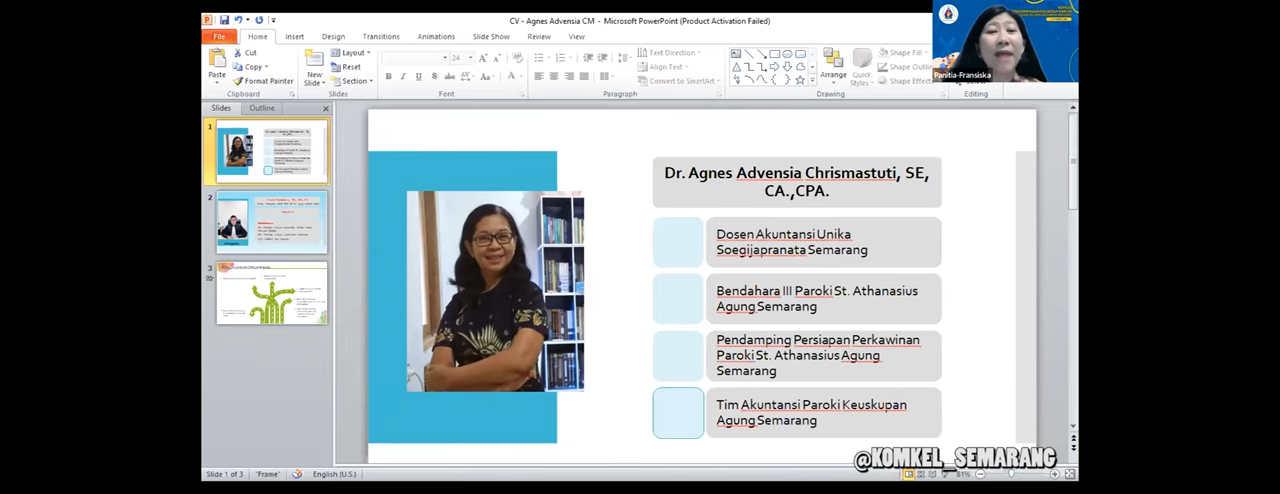 CV - Agnes Advensia CM - Microsoft PowerPoint (Product Activation Failed)
File Home Insert Design Transitions Animations Slide Show Review View
Cut
Copy
Format Painter
Paste
Clipboard
New
Slide
Layout
Reset
Section
Slides
24
Font
Text Direction
Align Text
Convert to SmartArt
Paragraph
Arrange
Quick
Styles
Shape Fill
Shape Outline
Shape Effects
Drawing
Editing
Panitia-Fransiska
Slides Outline
1
2
3
Dr. Agnes Advensia Chrismastuti, SE,
CA.,CPA.
Dosen Akuntansi Unika
Soegijapranata Semarang
Bendahara III Paroki St. Athanasius
Agung Semarang
Pendamping Persiapan Perkawinan
Paroki St. Athanasius Agung
Semarang
Tim Akuntansi Paroki Keuskupan
Agung Semarang
@KOMKEL_SEMARANG
Slide 1 of 3 "Frame" English (U.S.) 81%